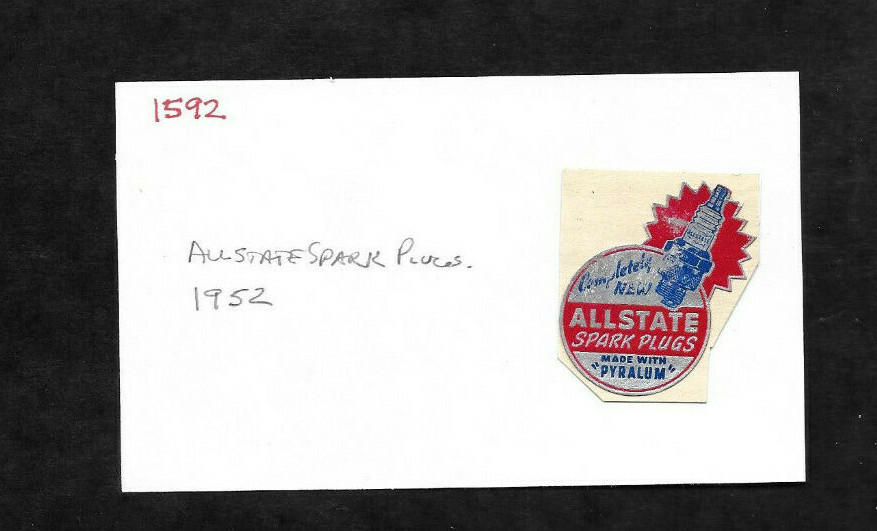 1592
ALLSTATE SPARK PLUGS.
1952
Completely
NEW
ALLSTATE
SPARK PLUGS
MADE WITH
"PYRALUM"